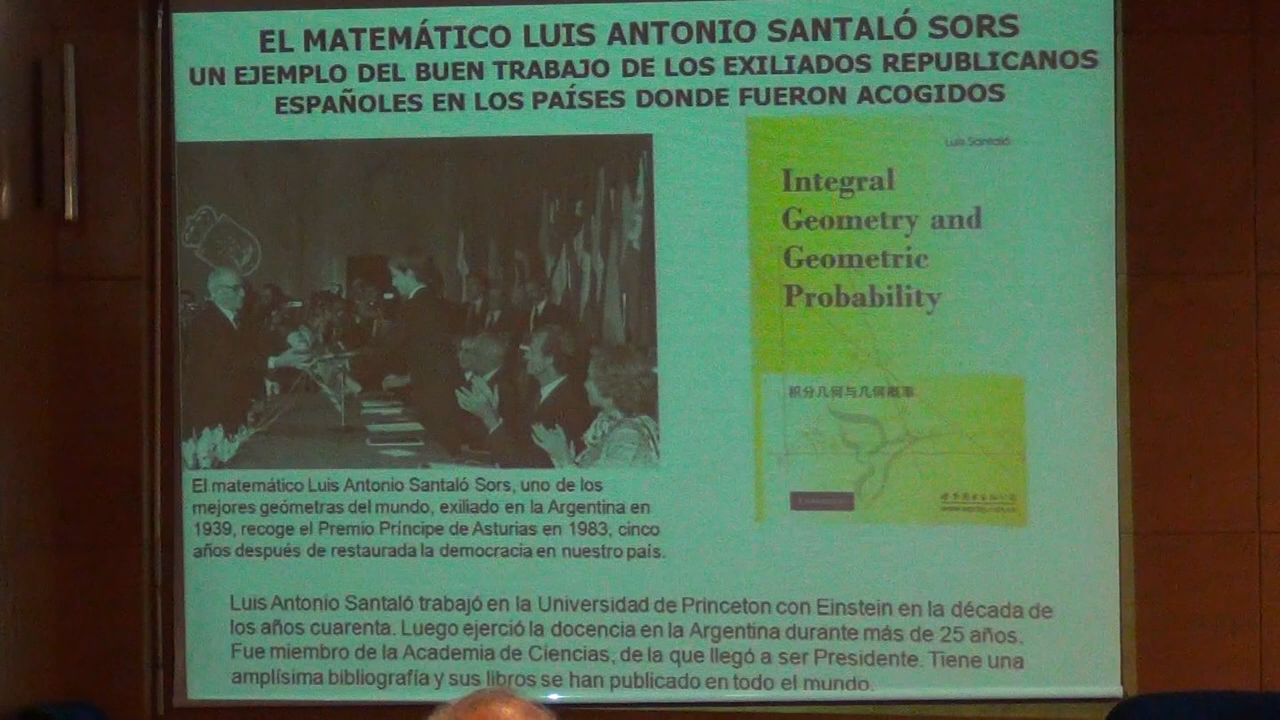 EL MATEMÁTICO LUIS ANTONIO SANTALÓ SORS
UN EJEMPLO DEL BUEN TRABAJO DE LOS EXILIADOS REPUBLICANOS
ESPAÑOLES EN LOS PAÍSES DONDE FUERON ACOGIDOS
Luis Santaló
Integral
Geometry and
Geometric
Probability
积分几何与几何概率
El matemático Luis Antonio Santaló Sors, uno de los
mejores geómetras del mundo, exiliado en la Argentina en
1939, recoge el Premio Príncipe de Asturias en 1983, cinco
años después de restaurada la democracia en nuestro país.
Luis Antonio Santaló trabajó en la Universidad de Princeton con Einstein en la década de
los años cuarenta. Luego ejerció la docencia en la Argentina durante más de 25 años.
Fue miembro de la Academia de Ciencias, de la que llegó a ser Presidente. Tiene una
amplísima bibliografía y sus libros se han publicado en todo el mundo.